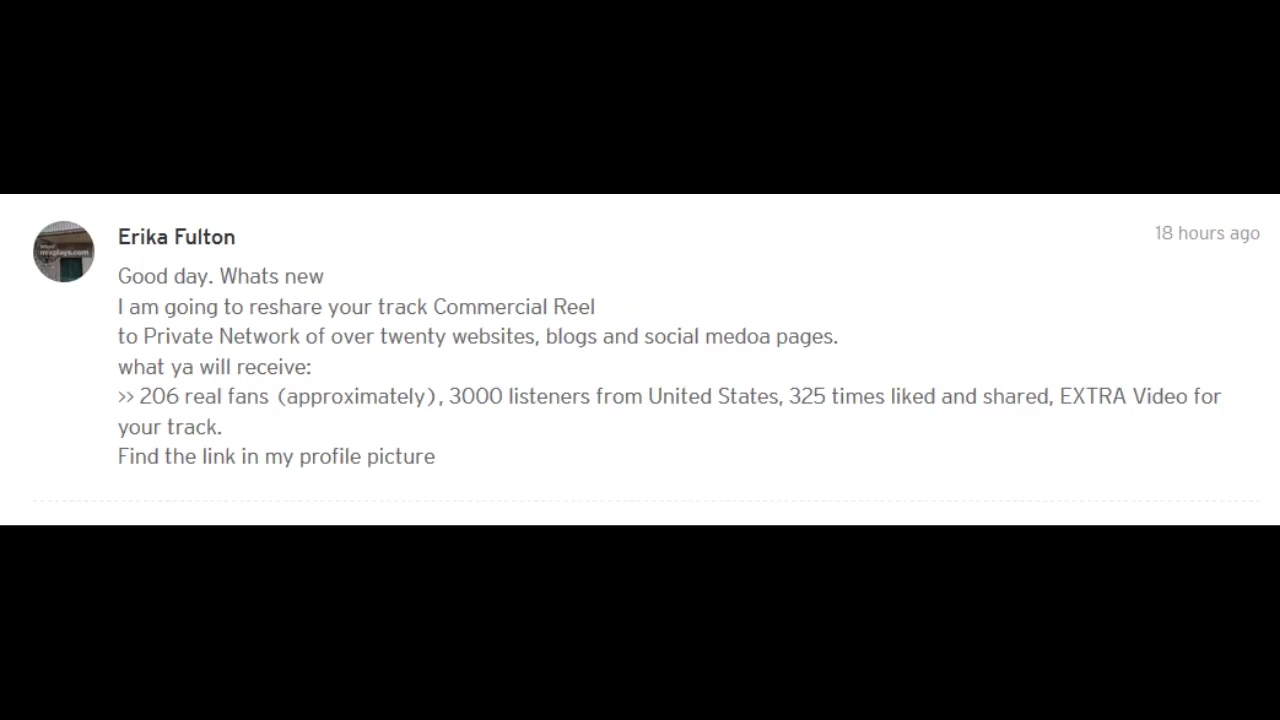 Erika Fulton
18 hours ago
Good day. Whats new
I am going to reshare your track Commercial Reel
to Private Network of over twenty websites, blogs and social medoa pages.
what ya will receive:
>> 206 real fans (approximately), 3000 listeners from United States, 325 times liked and shared, EXTRA Video for
your track.
Find the link in my profile picture